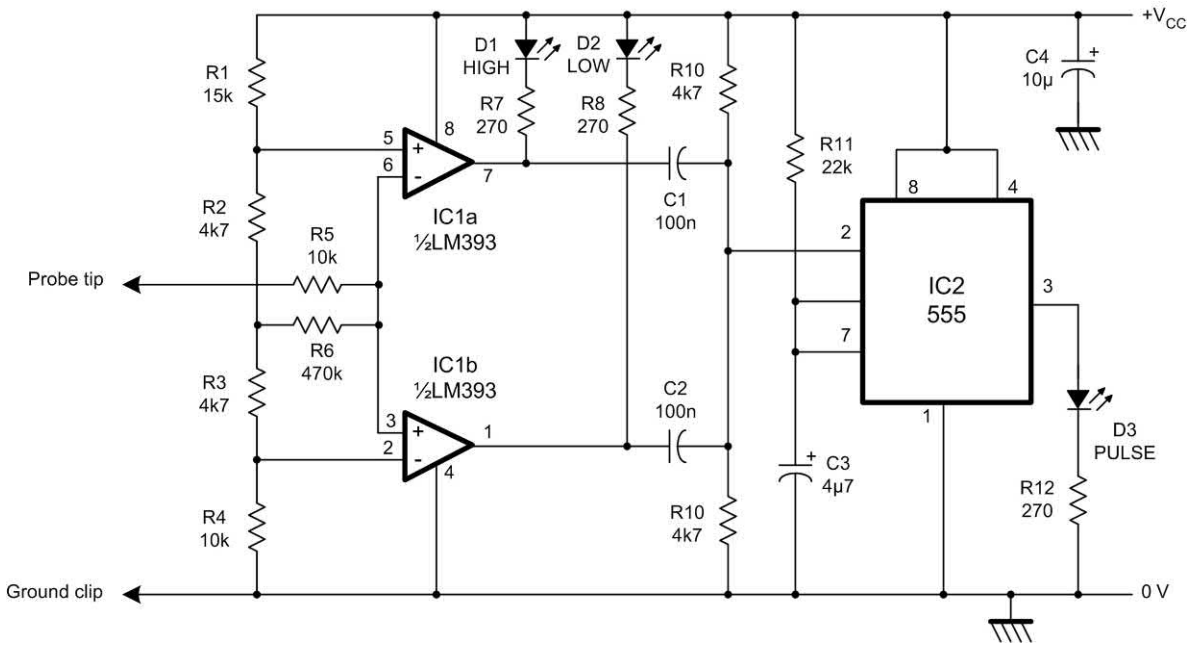 +VCC
D1
HIGH
D2
LOW
C4
10µ
+
R1
15k
R7
270
R8
270
R10
4k7
R11
22k
5
+
8
6
-
7
8
4
R2
4k7
IC1a
½LM393
C1
100n
2
R5
10k
Probe tip
IC2
555
3
R6
470k
IC1b
½LM393
7
R3
4k7
C2
100n
1
3
+
1
2
-
4
D3
PULSE
+
C3
4µ7
R4
10k
R10
4k7
R12
270
Ground clip
0 V